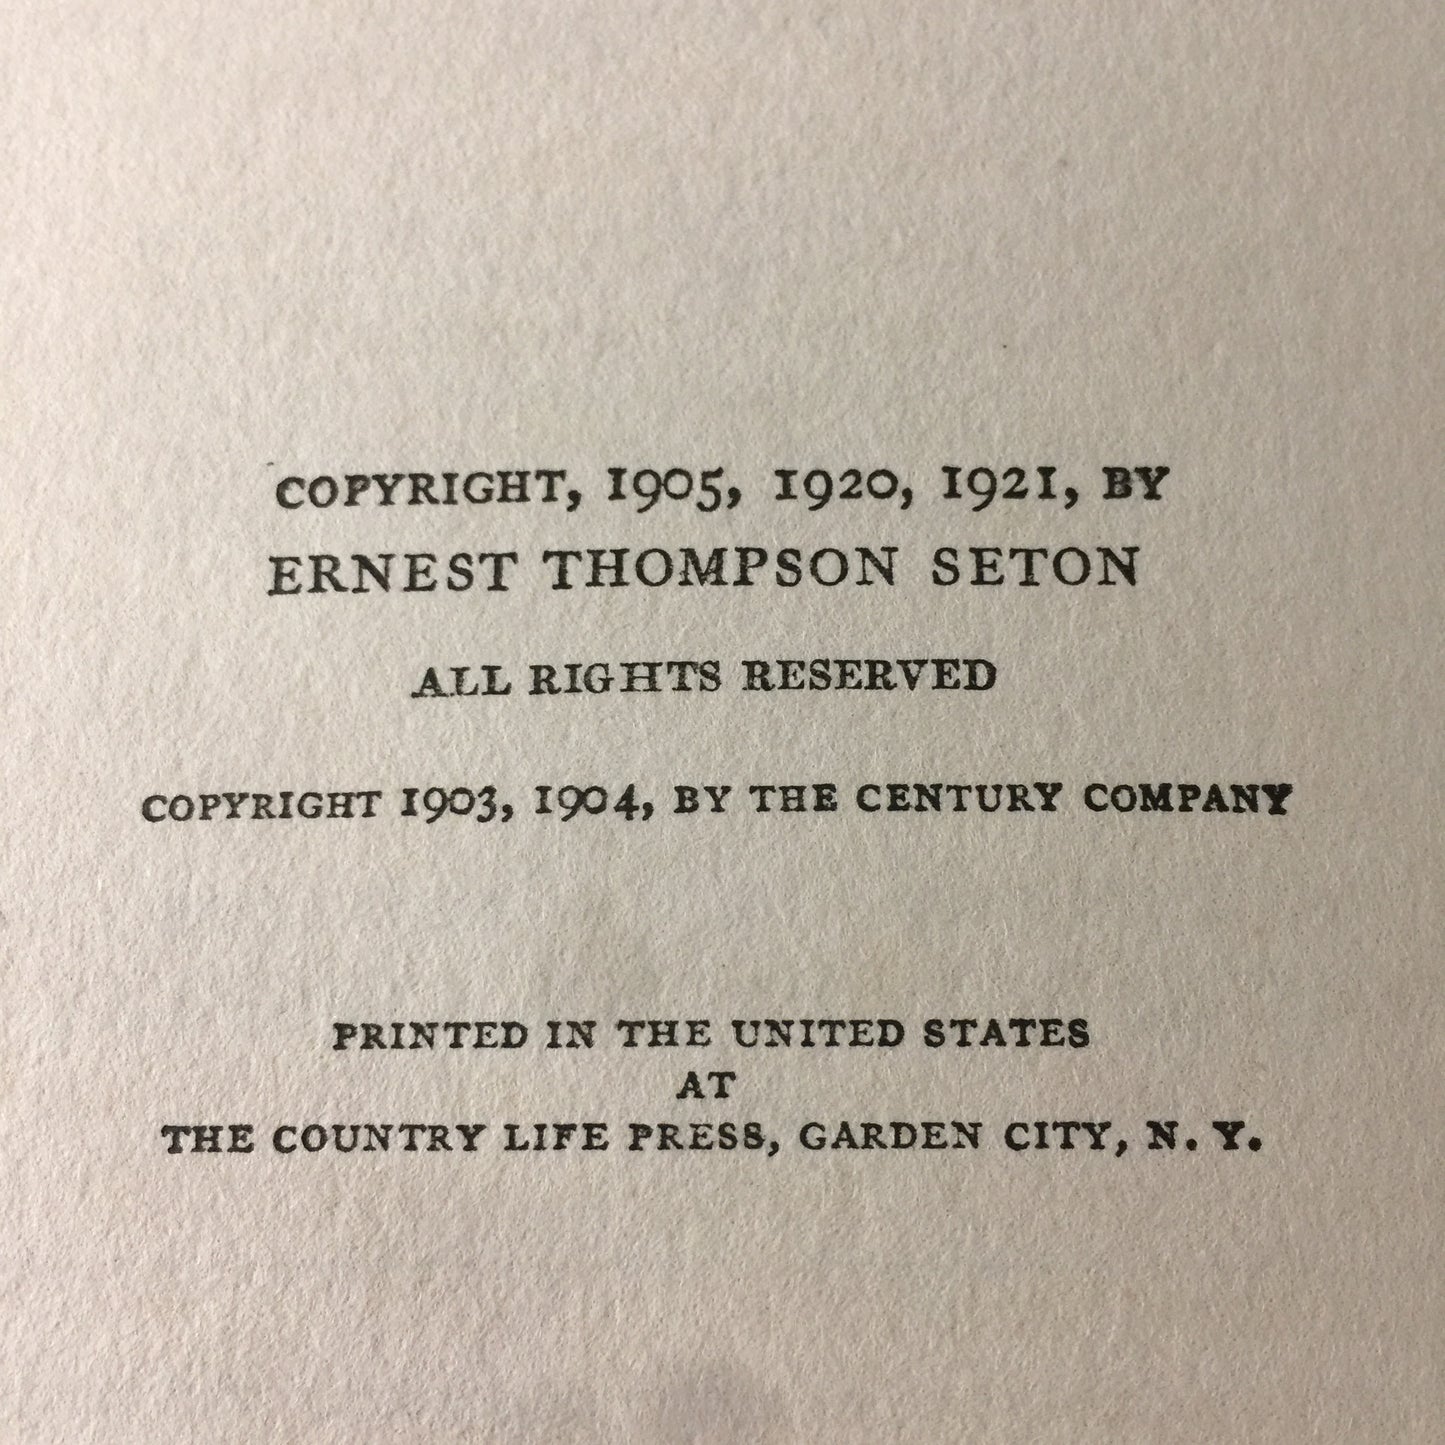 COPYRIGHT, 1905, 1920, 1921, BY
ERNEST THOMPSON SETON
ALL RIGHTS RESERVED
COPYRIGHT 1903, 1904, BY THE CENTURY COMPANY
PRINTED IN THE UNITED STATES
AT
THE COUNTRY LIFE PRESS, GARDEN CITY, N. Y.